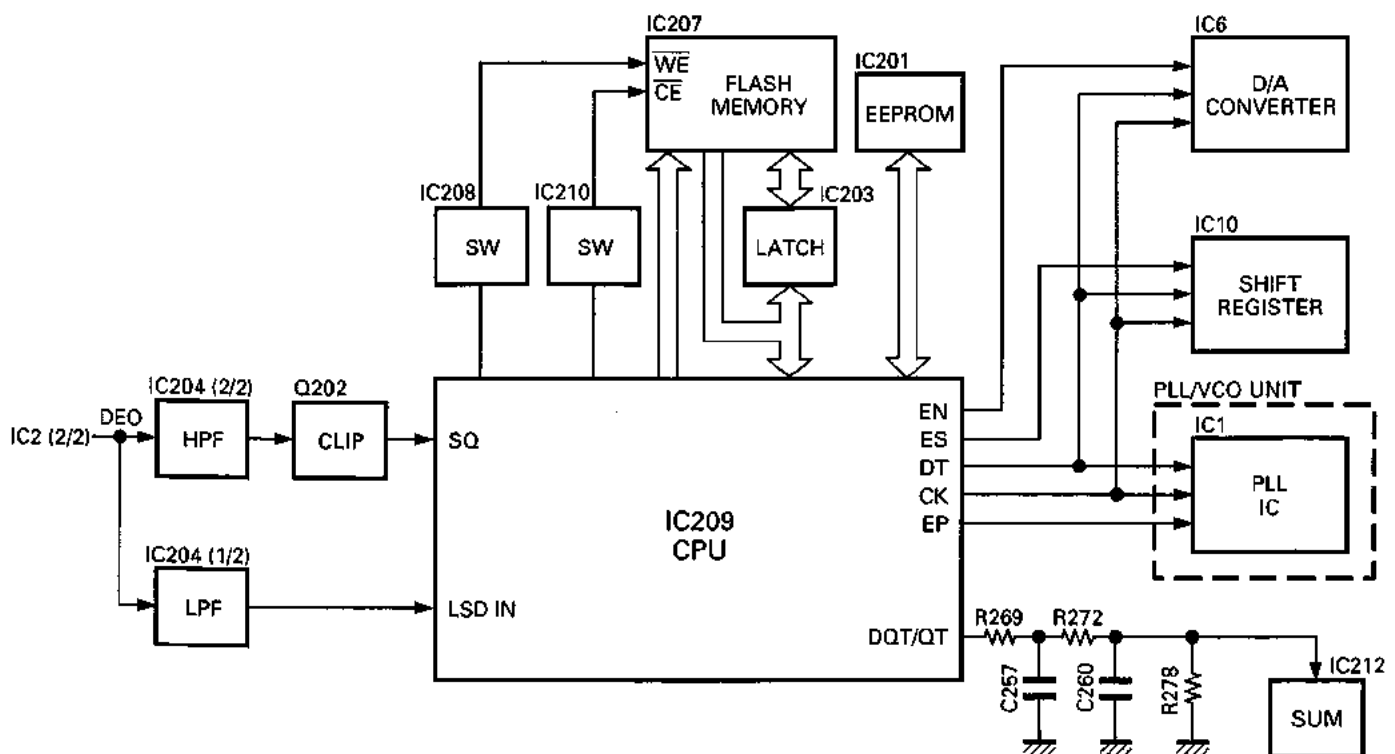 IC207
WE
CE
FLASH
MEMORY
IC201
EEPROM
IC6
D/A
CONVERTER
IC208
SW
IC210
SW
IC203
LATCH
IC10
SHIFT
REGISTER
IC204 (2/2)
Q202
DEO
IC2 (2/2)
HPF
CLIP
SQ
EN
ES
DT
CK
EP
PLL/VCO UNIT
IC1
PLL
IC
IC209
CPU
IC204 (1/2)
LPF
LSD IN
DQT/QT
R269
R272
C257
C260
R278
IC212
SUM